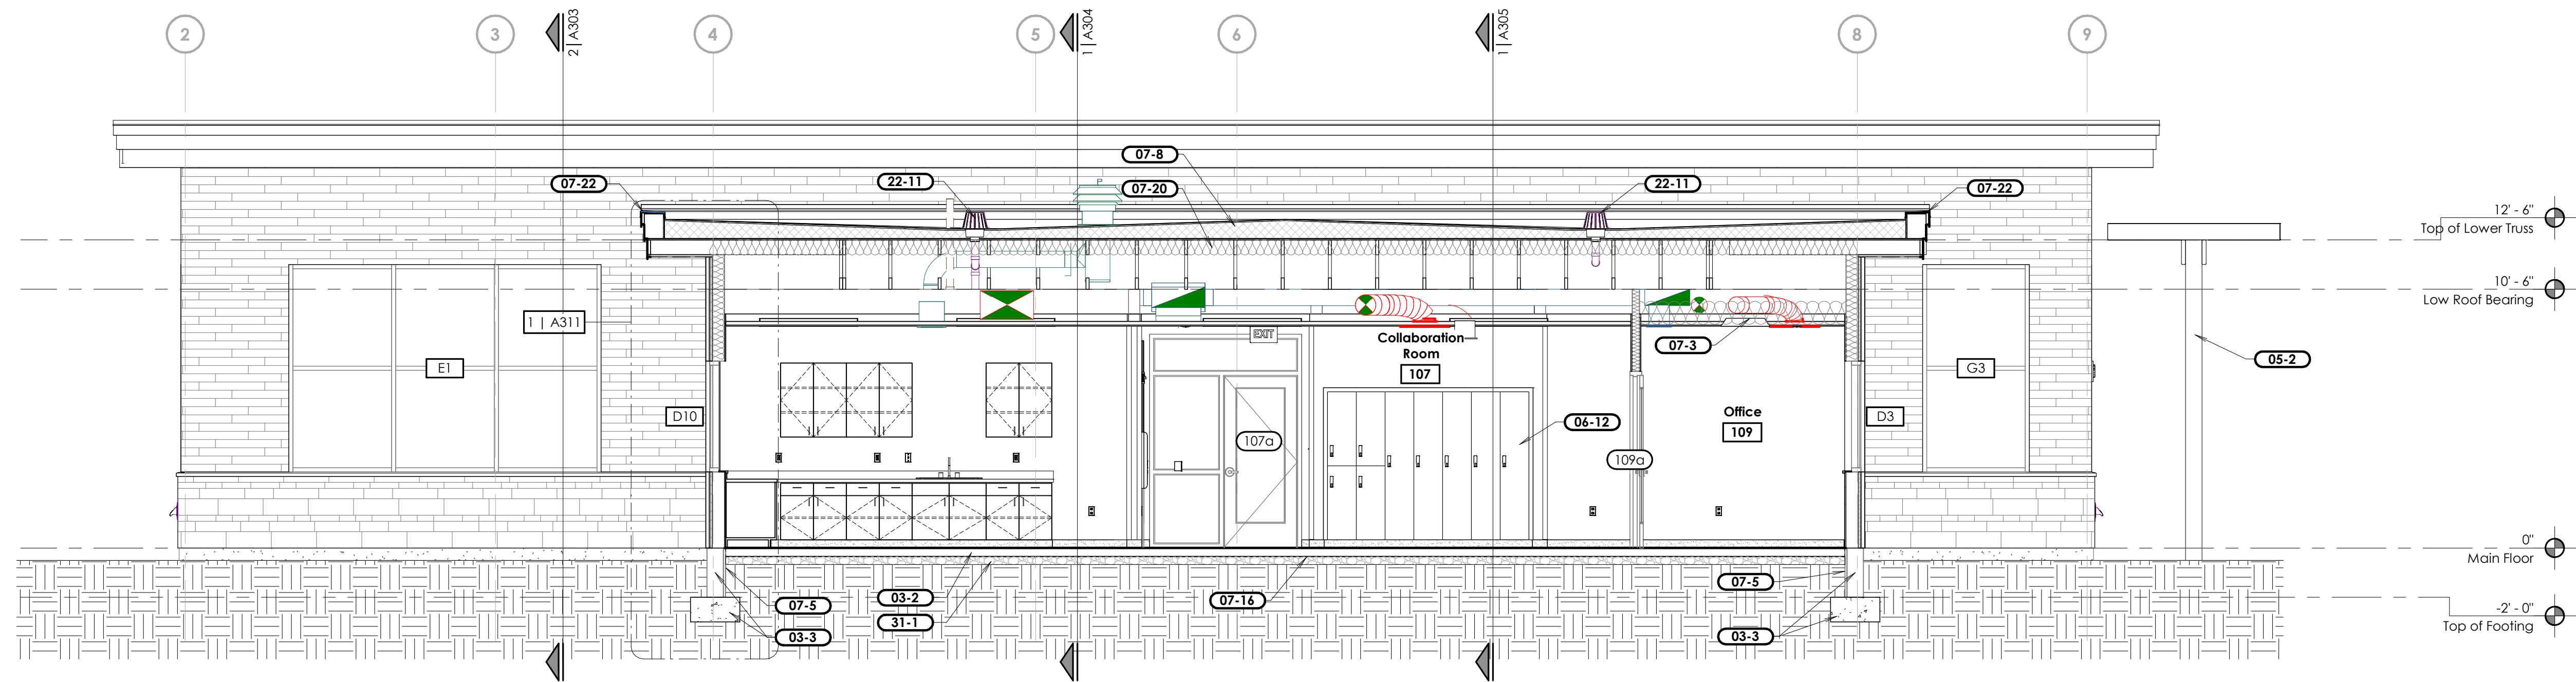 2
3
2 | A303
4
5
1 | A304
6
1 | A305
8
9
07-8
07-22
22-11
07-20
22-11
07-22
12' - 6"
Top of Lower Truss
10' - 6"
Low Roof Bearing
1 | A311
EXIT
Collaboration
Room
107
07-3
05-2
E1
G3
D10
D3
Office
109
06-12
107a
109a
0"
Main Floor
07-5
03-2
07-16
07-5
31-1
03-3
03-3
-2' - 0"
Top of Footing